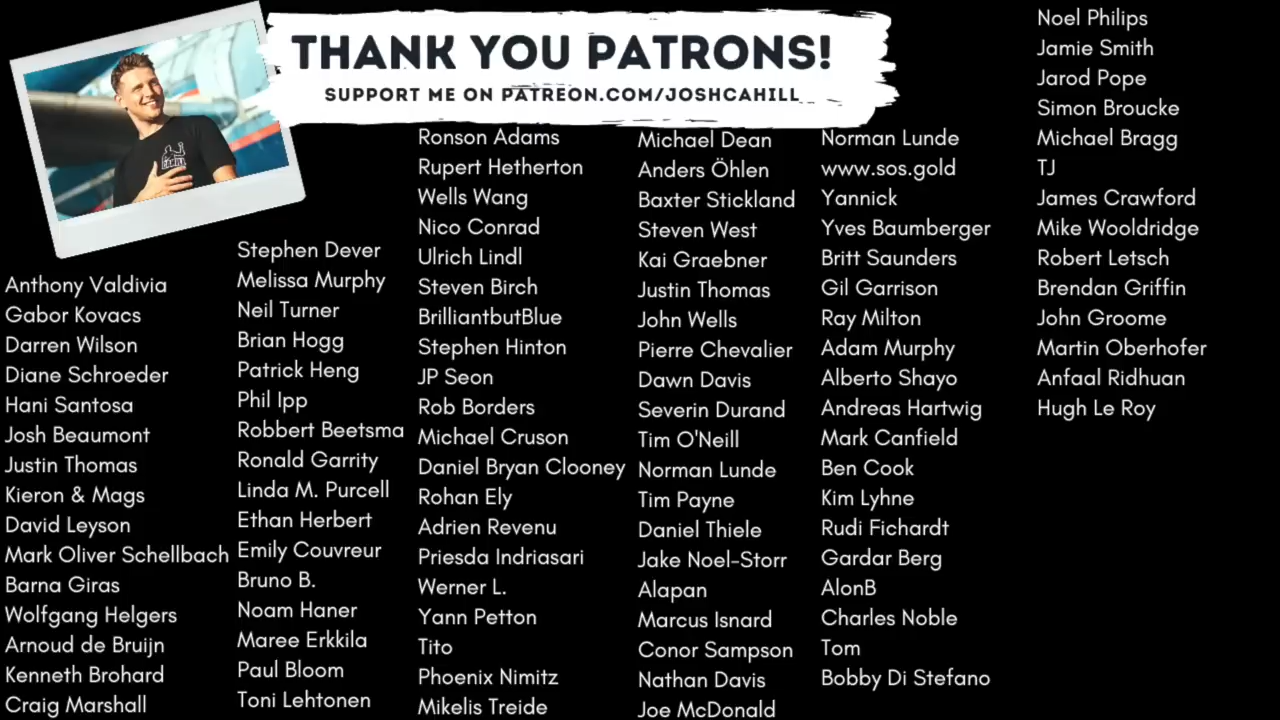 THANK YOU PATRONS!
SUPPORT ME ON PATREON.COM/JOSHCAHILL
Anthony Valdivia
Gabor Kovacs
Darren Wilson
Diane Schroeder
Hani Santosa
Josh Beaumont
Justin Thomas
Kieron & Mags
David Leyson
Mark Oliver Schellbach
Barna Giras
Wolfgang Helgers
Arnoud de Bruijn
Kenneth Brohard
Craig Marshall
Stephen Dever
Melissa Murphy
Neil Turner
Brian Hogg
Patrick Heng
Phil Ipp
Robbert Beetsma
Ronald Garrity
Linda M. Purcell
Ethan Herbert
Emily Couvreur
Bruno B.
Noam Haner
Maree Erkkila
Paul Bloom
Toni Lehtonen
Ronson Adams
Rupert Hetherton
Wells Wang
Nico Conrad
Ulrich Lindl
Steven Birch
BrilliantbutBlue
Stephen Hinton
JP Seon
Rob Borders
Michael Cruson
Daniel Bryan Clooney
Rohan Ely
Adrien Revenu
Priesda Indriasari
Werner L.
Yann Petton
Tito
Phoenix Nimitz
Mikelis Treide
Michael Dean
Anders Öhlen
Baxter Stickland
Steven West
Kai Graebner
Justin Thomas
John Wells
Pierre Chevalier
Dawn Davis
Severin Durand
Tim O'Neill
Norman Lunde
Tim Payne
Daniel Thiele
Jake Noel-Storr
Alapan
Marcus Isnard
Conor Sampson
Nathan Davis
Joe McDonald
Norman Lunde
www.sos.gold
Yannick
Yves Baumberger
Britt Saunders
Gil Garrison
Ray Milton
Adam Murphy
Alberto Shayo
Andreas Hartwig
Mark Canfield
Ben Cook
Kim Lyhne
Rudi Fichardt
Gardar Berg
AlonB
Charles Noble
Tom
Bobby Di Stefano
Noel Philips
Jamie Smith
Jarod Pope
Simon Broucke
Michael Bragg
TJ
James Crawford
Mike Wooldridge
Robert Letsch
Brendan Griffin
John Groome
Martin Oberhofer
Anfaal Ridhuan
Hugh Le Roy